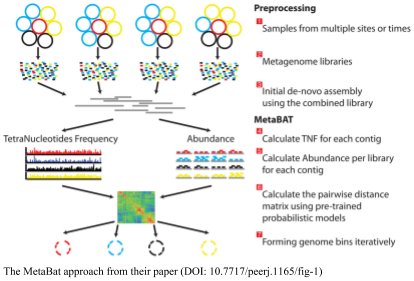 Preprocessing
1 Samples from multiple sites or times
2 Metagenome libraries
3 Initial de-novo assembly
using the combined library
MetaBAT
4 Calculate TNF for each contig
5 Calculate Abundance per library
for each contig
6 Calculate the pairwise distance
matrix using pre-trained
probabilistic models
7 Forming genome bins iteratively
TetraNucleotides Frequency
Abundance
The MetaBat approach from their paper (DOI: 10.7717/peerj.1165/fig-1)